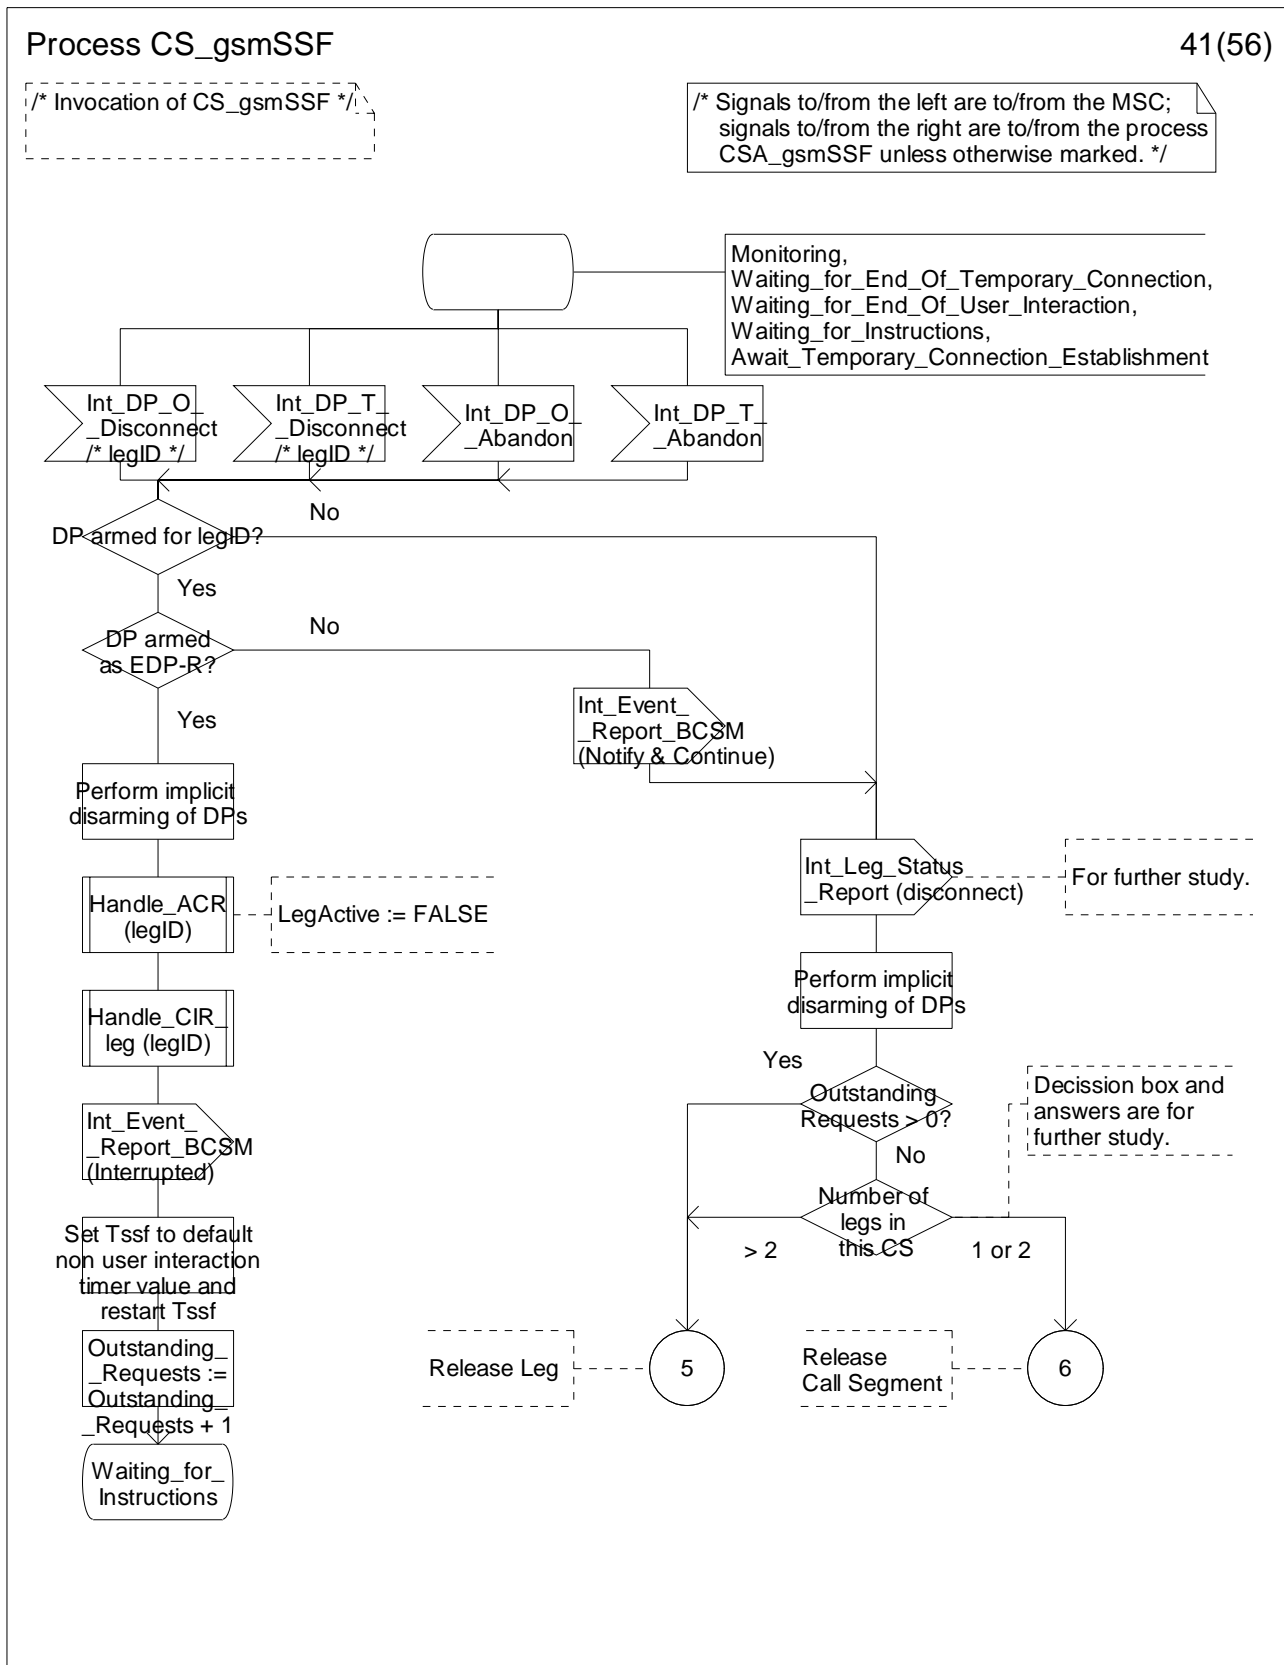 Process CS_gsmSSF
41(56)
/* Invocation of CS_gsmSSF */
/* Signals to/from the left are to/from the MSC;
signals to/from the right are to/from the process
CSA_gsmSSF unless otherwise marked. */
Monitoring,
Waiting_for_End_Of_Temporary_Connection,
Waiting_for_End_Of_User_Interaction,
Waiting_for_Instructions,
Await_Temporary_Connection_Establishment
Int_DP_O_
_Disconnect
/* legID */
Int_DP_T_
_Disconnect
/* legID */
Int_DP_O_
_Abandon
Int_DP_T_
_Abandon
No
DP armed for legID?
Yes
DP armed
as EDP-R?
No
Yes
Int_Event_
_Report_BCSM
(Notify & Continue)
Perform implicit
disarming of DPs
Int_Leg_Status
_Report (disconnect)
For further study.
Handle_ACR
(legID)
LegActive := FALSE
Perform implicit
disarming of DPs
Handle_CIR_
leg (legID)
Yes
Outstanding
Requests > 0?
Decission box and
answers are for
further study.
Int_Event_
_Report_BCSM
(Interrupted)
No
Number of
legs in
this CS
> 2
1 or 2
Set Tssf to default
non user interaction
timer value and
restart Tssf
Outstanding_
_Requests :=
Outstanding_
_Requests + 1
Release Leg
5
Release
Call Segment
6
Waiting_for_
Instructions